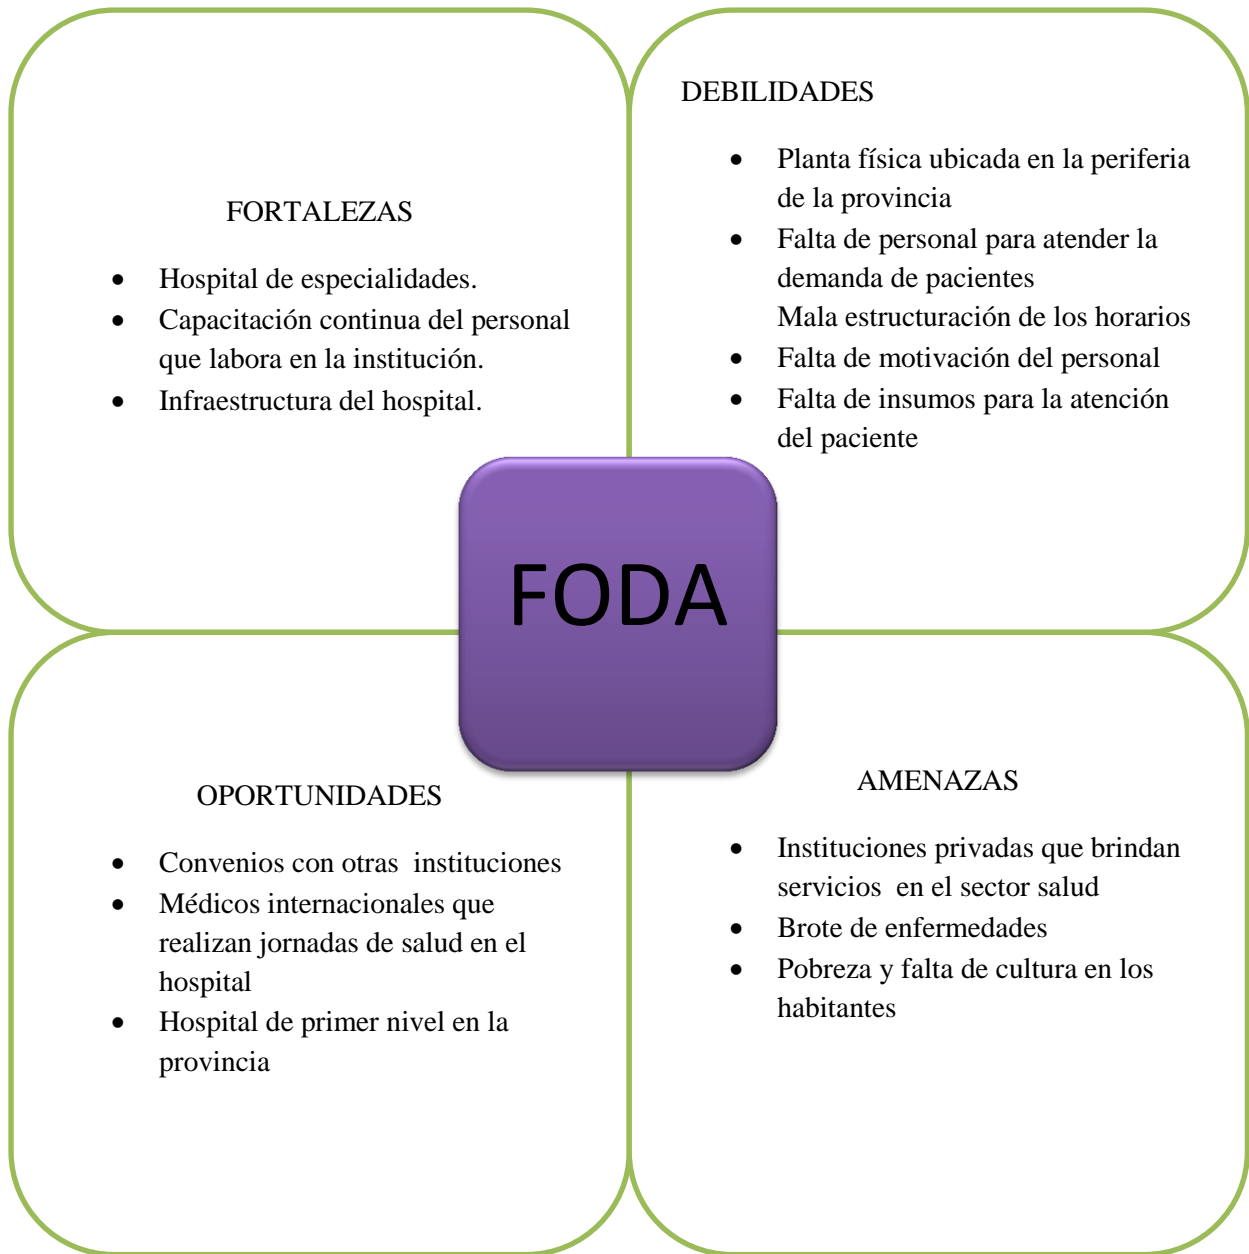 FORTALEZAS
• Hospital de especialidades.
• Capacitación continua del personal
que labora en la institución.
• Infraestructura del hospital.
DEBILIDADES
• Planta física ubicada en la periferia
de la provincia
• Falta de personal para atender la
demanda de pacientes
Mala estructuración de los horarios
• Falta de motivación del personal
• Falta de insumos para la atención
del paciente
FODA
OPORTUNIDADES
• Convenios con otras  instituciones
• Médicos internacionales que
realizan jornadas de salud en el
hospital
• Hospital de primer nivel en la
provincia
AMENAZAS
• Instituciones privadas que brindan
servicios  en el sector salud
• Brote de enfermedades
• Pobreza y falta de cultura en los
habitantes